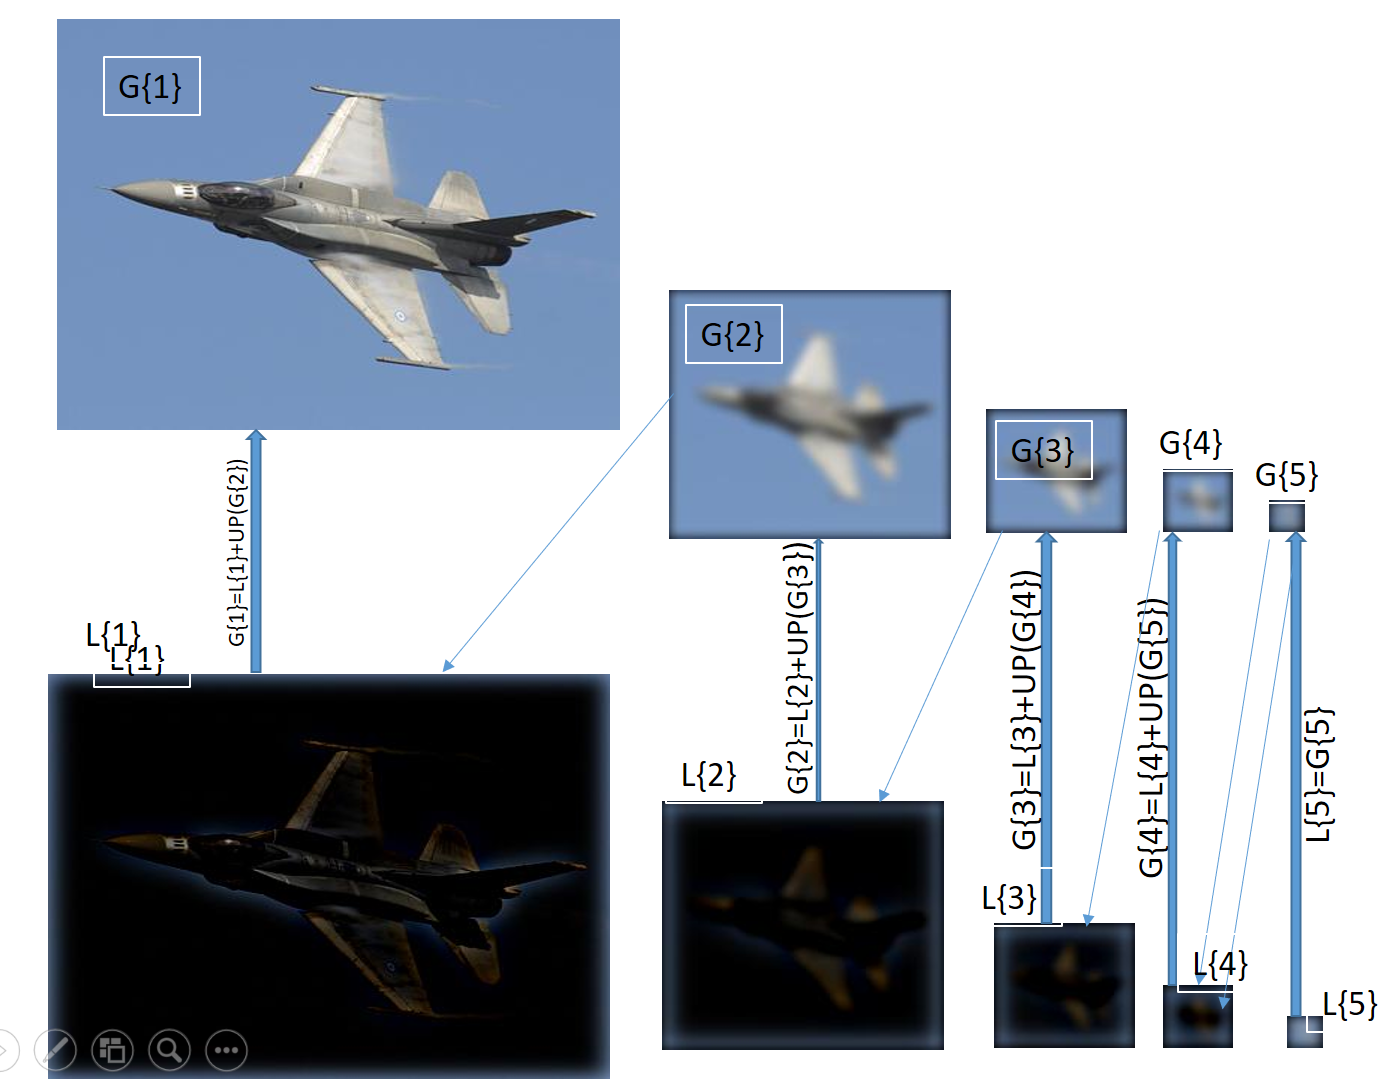 G{1}
G{2}
G{3}
G{4}
G{5}
G{1}=L{1}+UP(G{2})
G{2}=L{2}+UP(G{3})
G{3}=L{3}+UP(G{4})
G{4}=L{4}+UP(G{5})
L{5}=G{5}
L{1}
L{1}
L{2}
L{3}
L{4}
L{5}